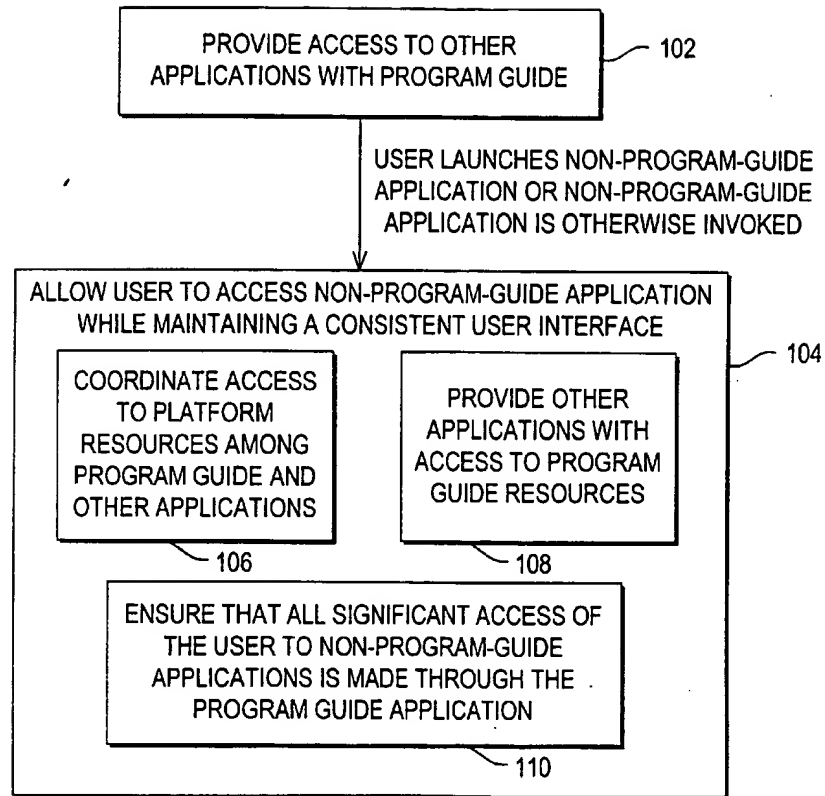 PROVIDE ACCESS TO OTHER
APPLICATIONS WITH PROGRAM GUIDE
102
USER LAUNCHES NON-PROGRAM-GUIDE
APPLICATION OR NON-PROGRAM-GUIDE
APPLICATION IS OTHERWISE INVOKED
ALLOW USER TO ACCESS NON-PROGRAM-GUIDE APPLICATION
WHILE MAINTAINING A CONSISTENT USER INTERFACE
104
COORDINATE ACCESS
TO PLATFORM
RESOURCES AMONG
PROGRAM GUIDE AND
OTHER APPLICATIONS
106
PROVIDE OTHER
APPLICATIONS WITH
ACCESS TO PROGRAM
GUIDE RESOURCES
108
ENSURE THAT ALL SIGNIFICANT ACCESS OF
THE USER TO NON-PROGRAM-GUIDE
APPLICATIONS IS MADE THROUGH THE
PROGRAM GUIDE APPLICATION
110